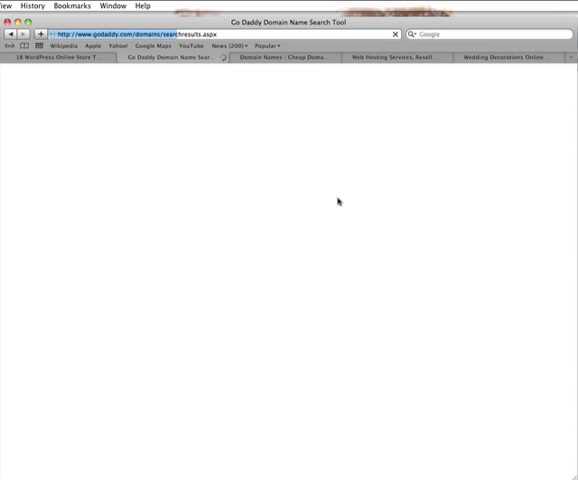 iew History Bookmarks Window Help
Go Daddy Domain Name Search Tool
http://www.godaddy.com/domains/searchresults.aspx Google
Wikipedia Apple Yahoo! Google Maps YouTube News (200) Popular
18 WordPress Online Store T... Go Daddy Domain Name Sear... Domain Names | Cheap Doma... Web Hosting Services, Resell... Wedding Decorations Online ...